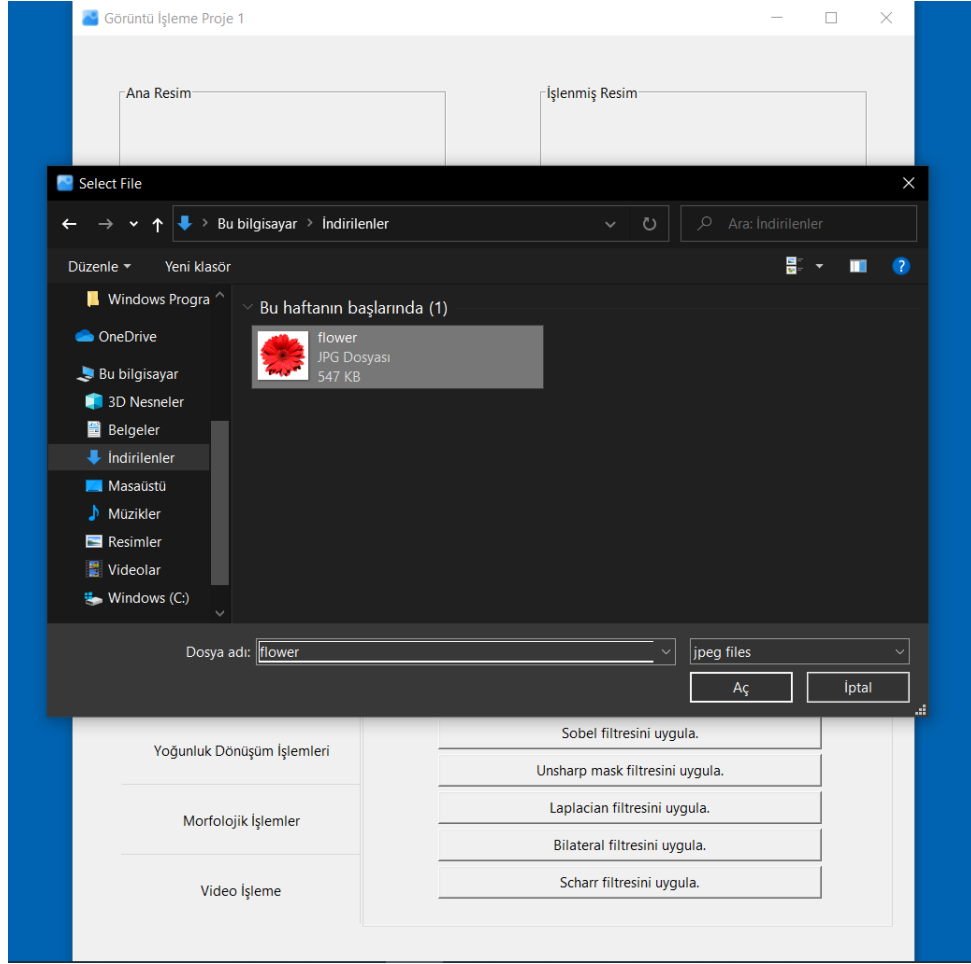 Görüntü İşleme Proje 1
Ana Resim
İşlenmiş Resim
Select File
Bu bilgisayar
İndirilenler
Ara: İndirilenler
Düzenle
Yeni klasör
Windows Progra
OneDrive
Bu bilgisayar
3D Nesneler
Belgeler
İndirilenler
Masaüstü
Müzikler
Resimler
Videolar
Windows (C:)
Bu haftanın başlarında (1)
flower
JPG Dosyası
547 KB
Dosya adı:
flower
jpeg files
Aç
İptal
Yoğunluk Dönüşüm İşlemleri
Morfolojik İşlemler
Video İşleme
Sobel filtresini uygula.
Unsharp mask filtresini uygula.
Laplacian filtresini uygula.
Bilateral filtresini uygula.
Scharr filtresini uygula.